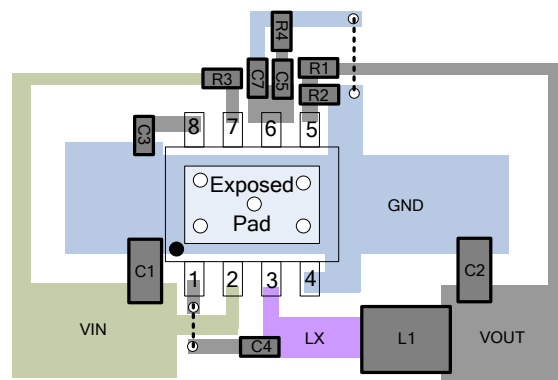 R4
R3
C7
C5
R1
R2
C3
8
7
6
5
Exposed
Pad
GND
C1
1
2
3
4
C2
VIN
C4
LX
L1
VOUT